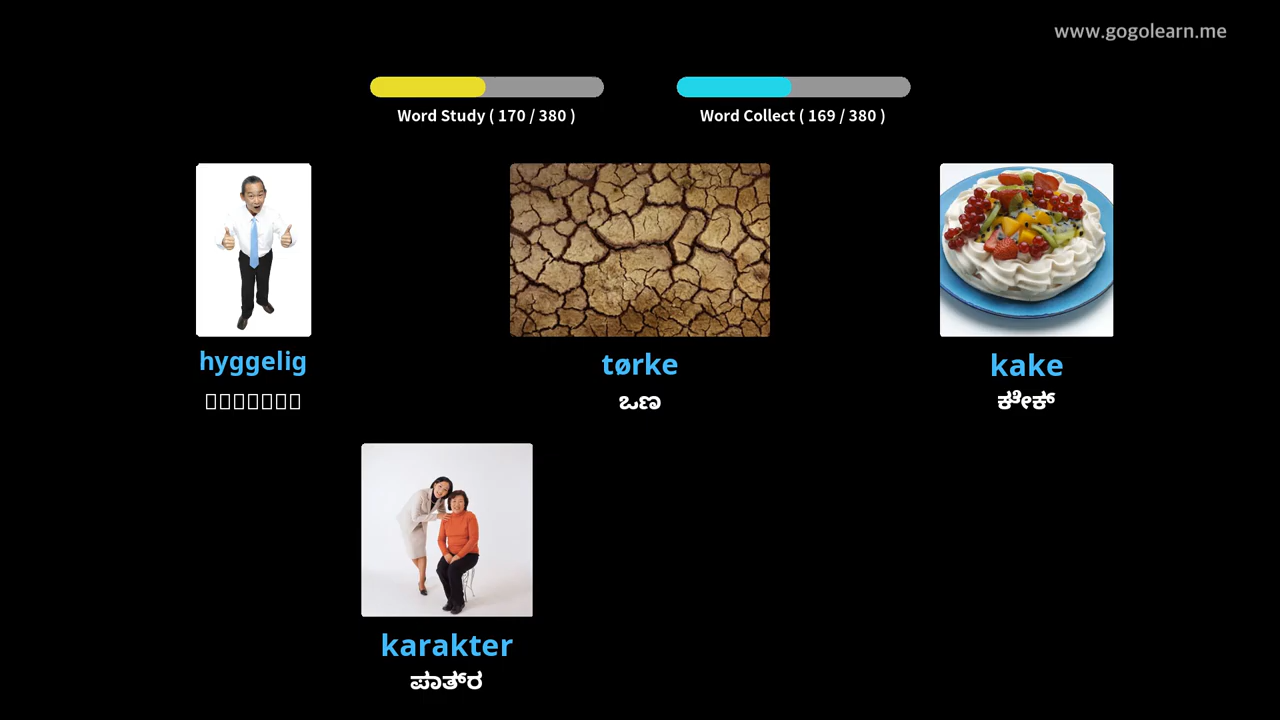 www.gogolearn.me
Word Study ( 170 / 380 )
Word Collect ( 169 / 380 )
hyggelig
tørke
ಒಣ
kake
ಕೇಕ್
karakter
ಪಾತ್ರ